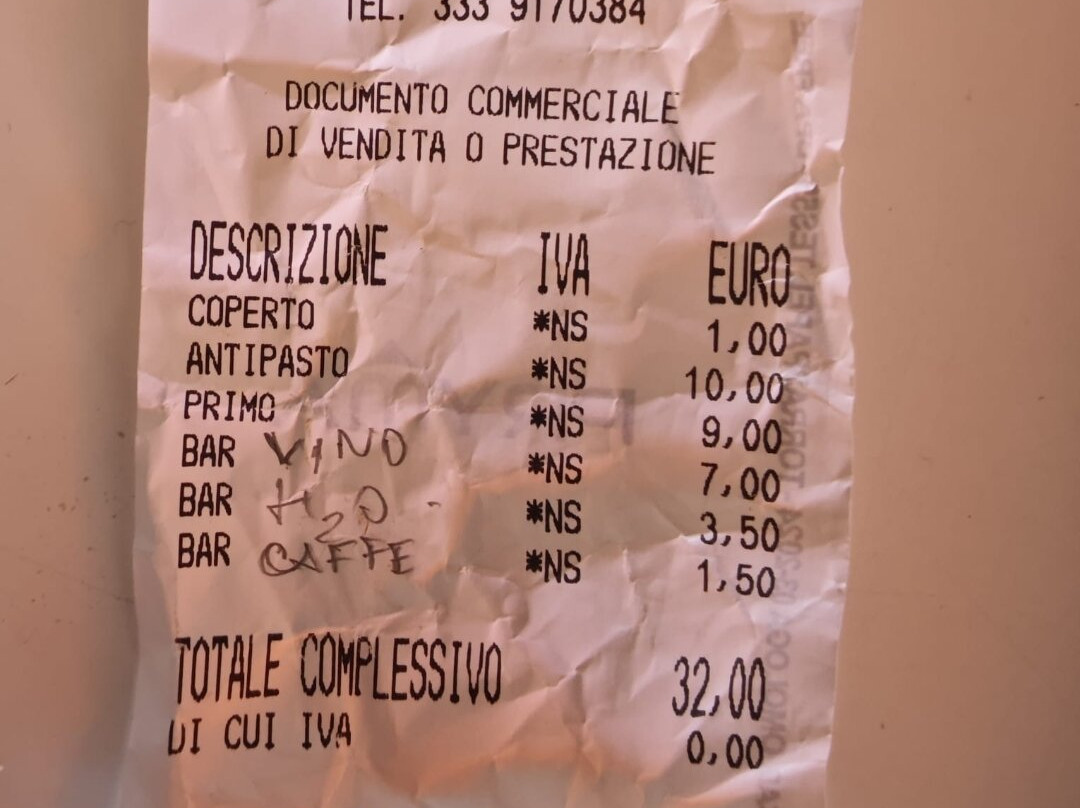 TEL. 333 9170384
DOCUMENTO COMMERCIALE
DI VENDITA O PRESTAZIONE
DESCRIZIONE IVA EURO
COPERTO *NS 1,00
ANTIPASTO *NS 10,00
PRIMO *NS 9,00
BAR VINO *NS 7,00
BAR H2O *NS 3,50
BAR CAFFE *NS 1,50
TOTALE COMPLESSIVO 32,00
DI CUI IVA 0,00